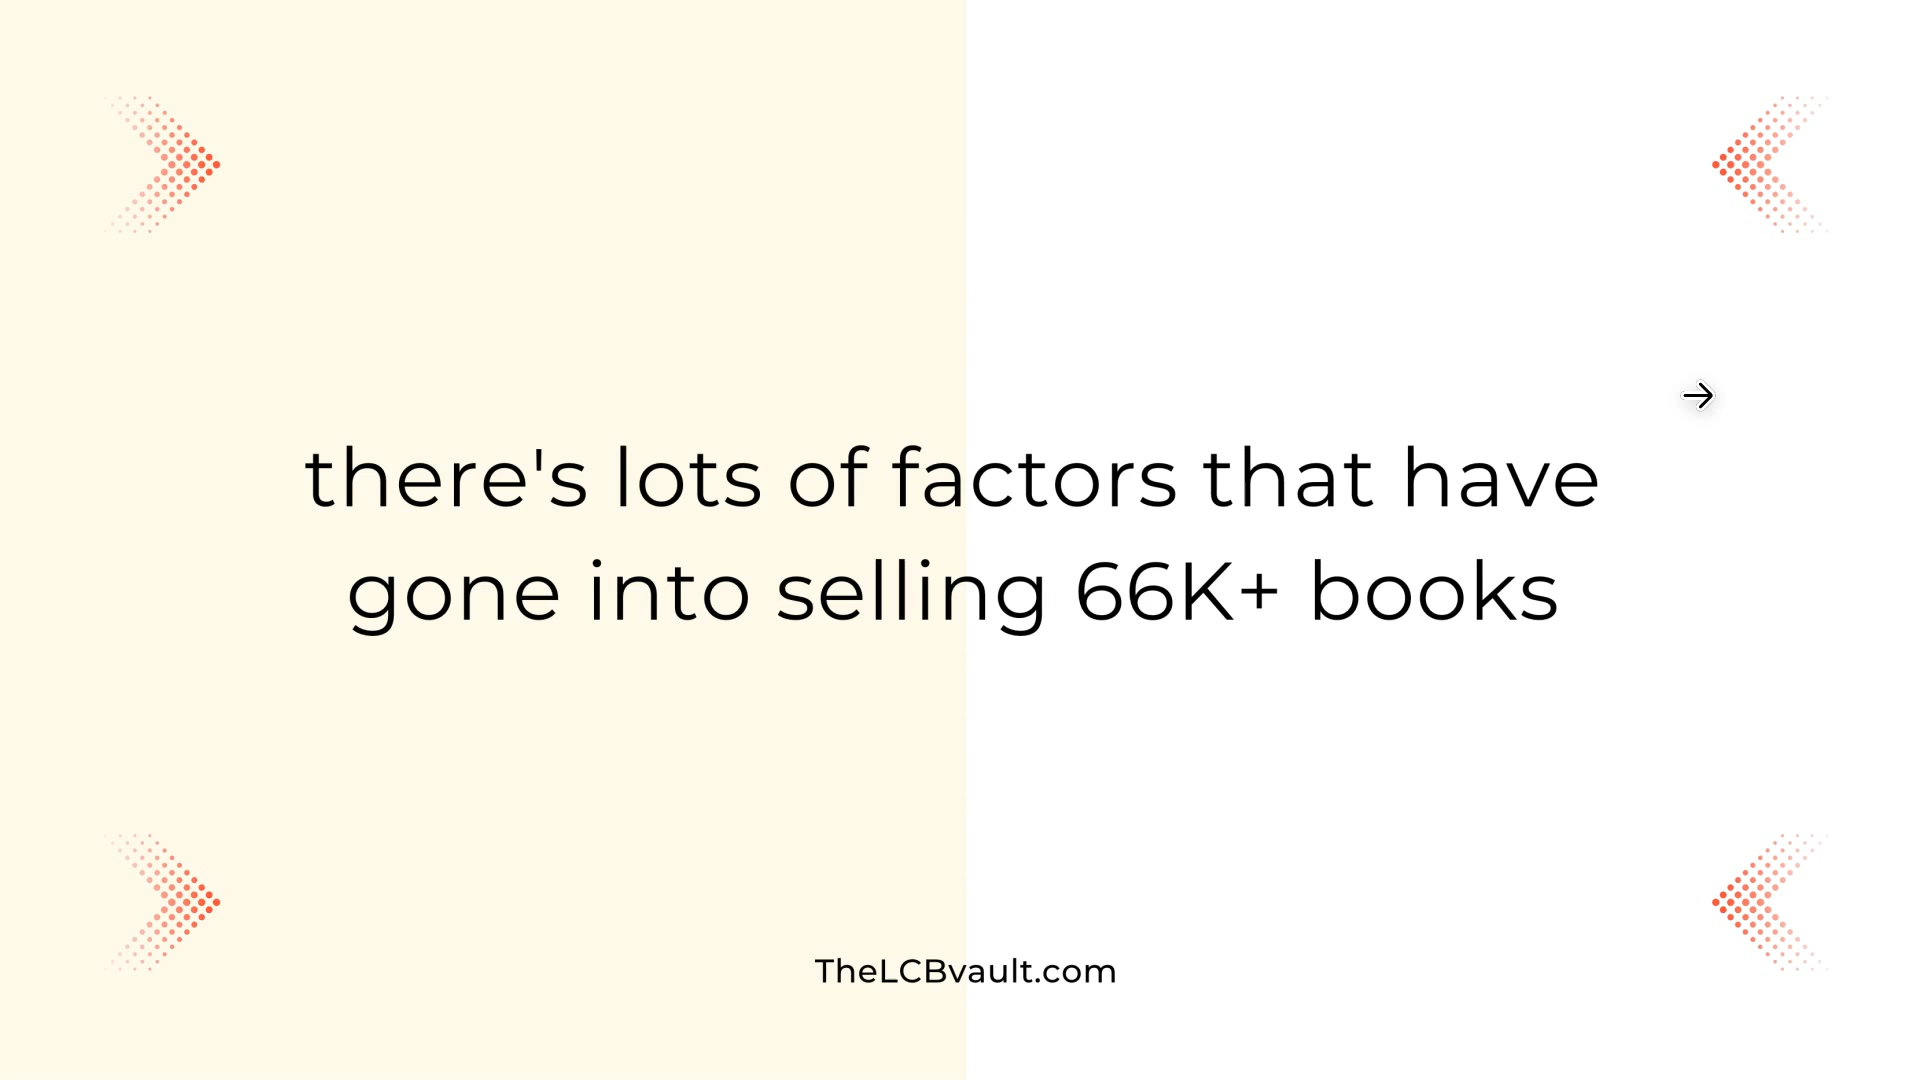 there's lots of factors that have
gone into selling 66K+ books
TheLCBvault.com